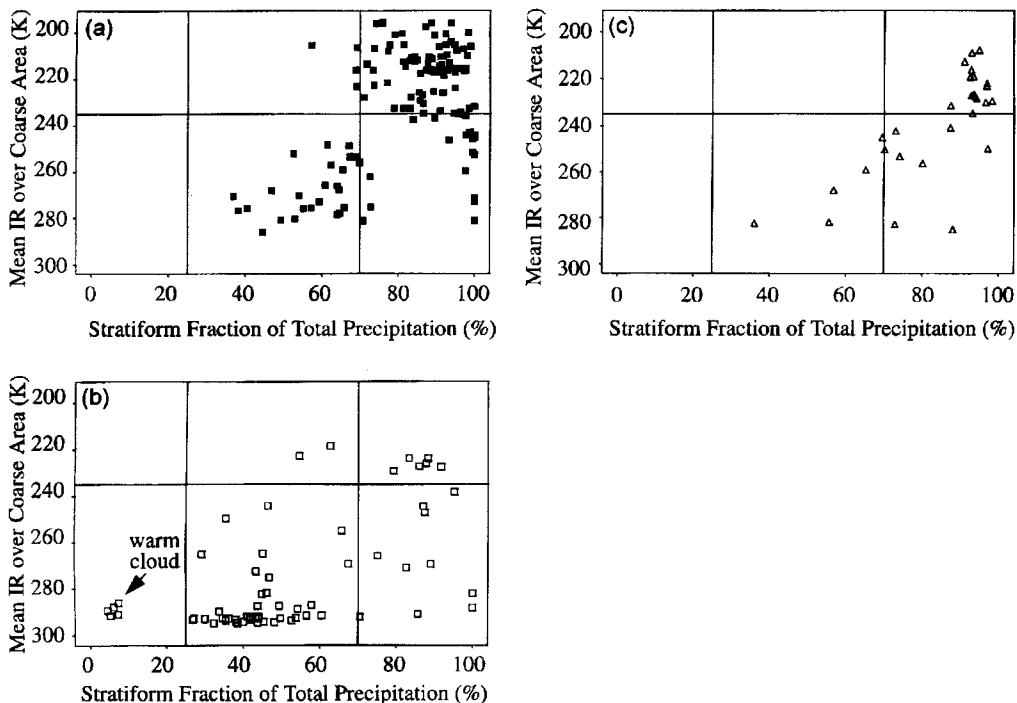 (a)
Mean IR over Coarse Area (K)
200
220
240
260
280
300
0 20 40 60 80 100
Stratiform Fraction of Total Precipitation (%)
(c)
Mean IR over Coarse Area (K)
200
220
240
260
280
300
0 20 40 60 80 100
Stratiform Fraction of Total Precipitation (%)
(b)
Mean IR over Coarse Area (K)
200
220
240
260
280
300
warm
cloud
0 20 40 60 80 100
Stratiform Fraction of Total Precipitation (%)